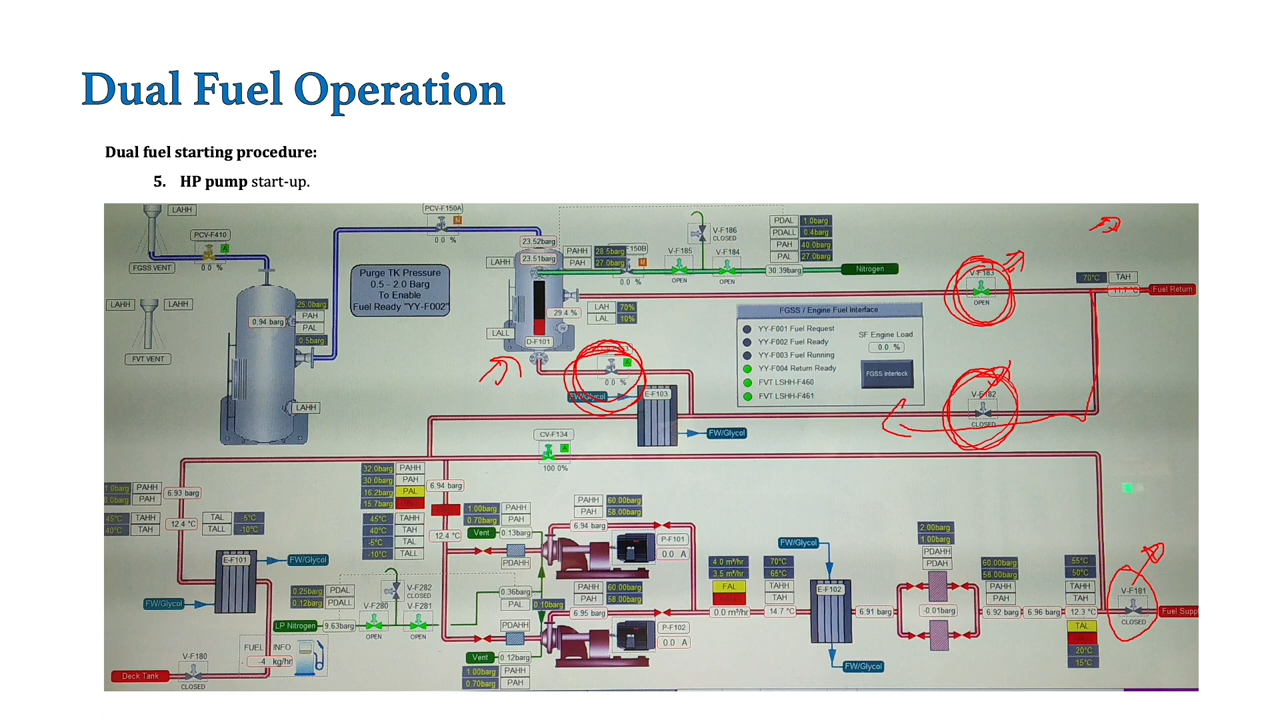 Dual Fuel Operation
Dual fuel starting procedure:
5. HP pump start-up.
LAHH
PCV-F410
A
0.0 %
FGSS VENT
LAHH
LAHH
FVT VENT
0.94 barg
25.0barg
PAH
PAL
0.5barg
LAHH
PCV-F150A
M
0.0 %
Purge TK Pressure
0.5 - 2.0 Barg
To Enable
Fuel Ready "YY-F002"
23.52barg
23.51barg
LAHH
PAHH
PAH
28.5barg
27.0barg
F150B
M
0.0 %
V-F185
OPEN
V-F186
CLOSED
V-F184
OPEN
PDAL 1.0barg
PDALL 0.4barg
PAH 40.0barg
PAL 27.0barg
30.39barg
Nitrogen
29.4 %
LAH 70%
LAL 10%
LALL
D-F101
A
0.0 %
FW/Glycol
E-F103
FW/Glycol
V-F183
OPEN
70°C TAH
TAH
Fuel Return
FGSS / Engine Fuel Interface
YY-F001 Fuel Request
YY-F002 Fuel Ready
YY-F003 Fuel Running
YY-F004 Return Ready
FVT LSHH-F460
FVT LSHH-F461
SF Engine Load
0.0 %
FGSS Interlock
V-F182
CLOSED
CV-F134
A
100.0%
PAHH
PAH
6.93 barg
TAHH
TAH
12.4 °C
TAL -5°C
TALL -10°C
32.0barg PAHH
30.0barg PAH
16.2barg PAL
15.7barg
6.94 barg
45°C TAHH
40°C TAH
-5°C TAL
-10°C TALL
12.4 °C
1.00barg PAHH
0.70barg PAH
Vent
0.13barg
PDAHH
PAHH 60.00barg
PAH 58.00barg
6.94 barg
P-F101
0.0 A
E-F101
FW/Glycol
FW/Glycol
0.25barg PDAL
0.12barg PDALL
V-F282
CLOSED
V-F280
OPEN
V-F281
OPEN
LP Nitrogen
9.63barg
0.36barg
PAL 0.10barg
PDAHH
PAHH 60.00barg
PAH 58.00barg
6.95 barg
P-F102
0.0 A
Vent
0.12barg
1.00barg PAHH
0.70barg PAH
FUEL INFO
-4 kg/hr
V-F180
CLOSED
Deck Tank
4.0 m³/hr
3.5 m³/hr
FAL
0.0 m³/hr
70°C
68°C
TAHH
TAH
14.7 °C
FW/Glycol
E-F102
FW/Glycol
6.91 barg
2.00barg
1.00barg
PDAHH
PDAH
-0.01barg
60.00barg
58.00barg
PAHH
PAH
6.92 barg
6.96 barg
55°C
50°C
TAHH
TAH
12.3 °C
TAL
20°C
15°C
V-F181
CLOSED
Fuel Suppl